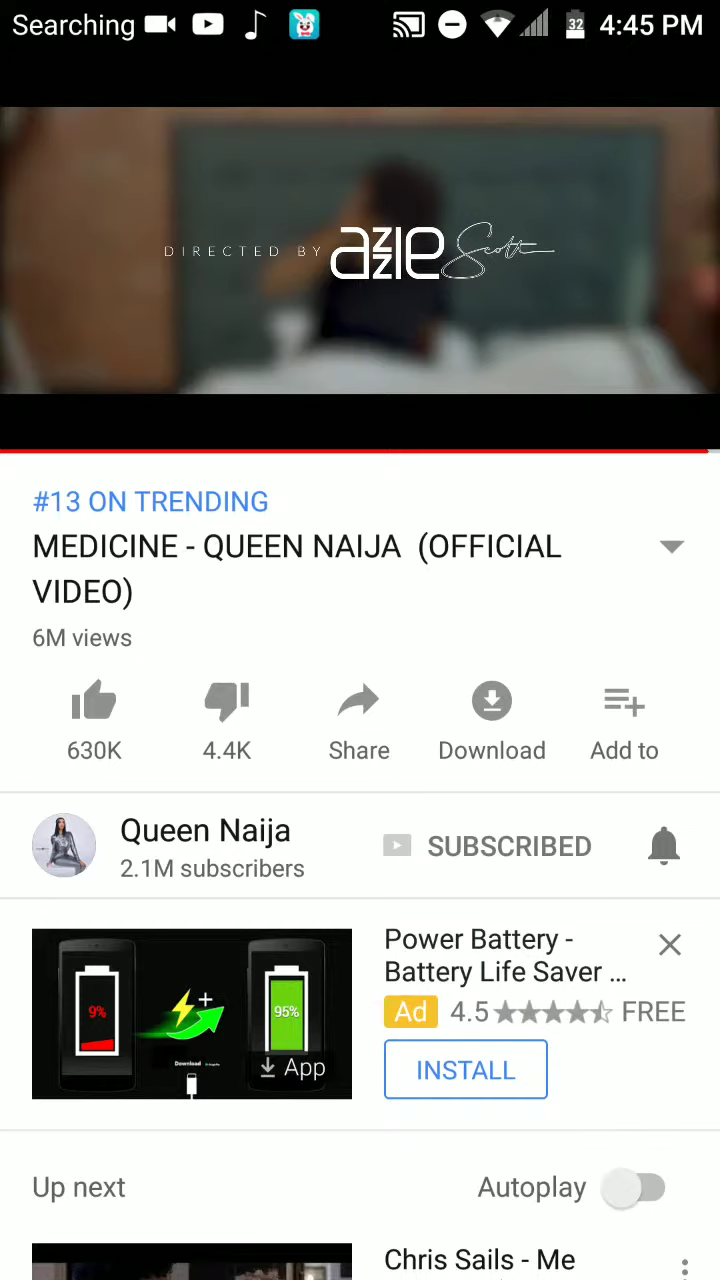 Searching
32
4:45 PM
DIRECTED BY azzie Scott
#13 ON TRENDING
MEDICINE - QUEEN NAIJA (OFFICIAL
VIDEO)
6M views
630K
4.4K
Share
Download
Add to
Queen Naija
2.1M subscribers
SUBSCRIBED
9%
+
95%
Download
App
Power Battery -
Battery Life Saver ...
Ad 4.5 FREE
INSTALL
Up next
Autoplay
Chris Sails - Me